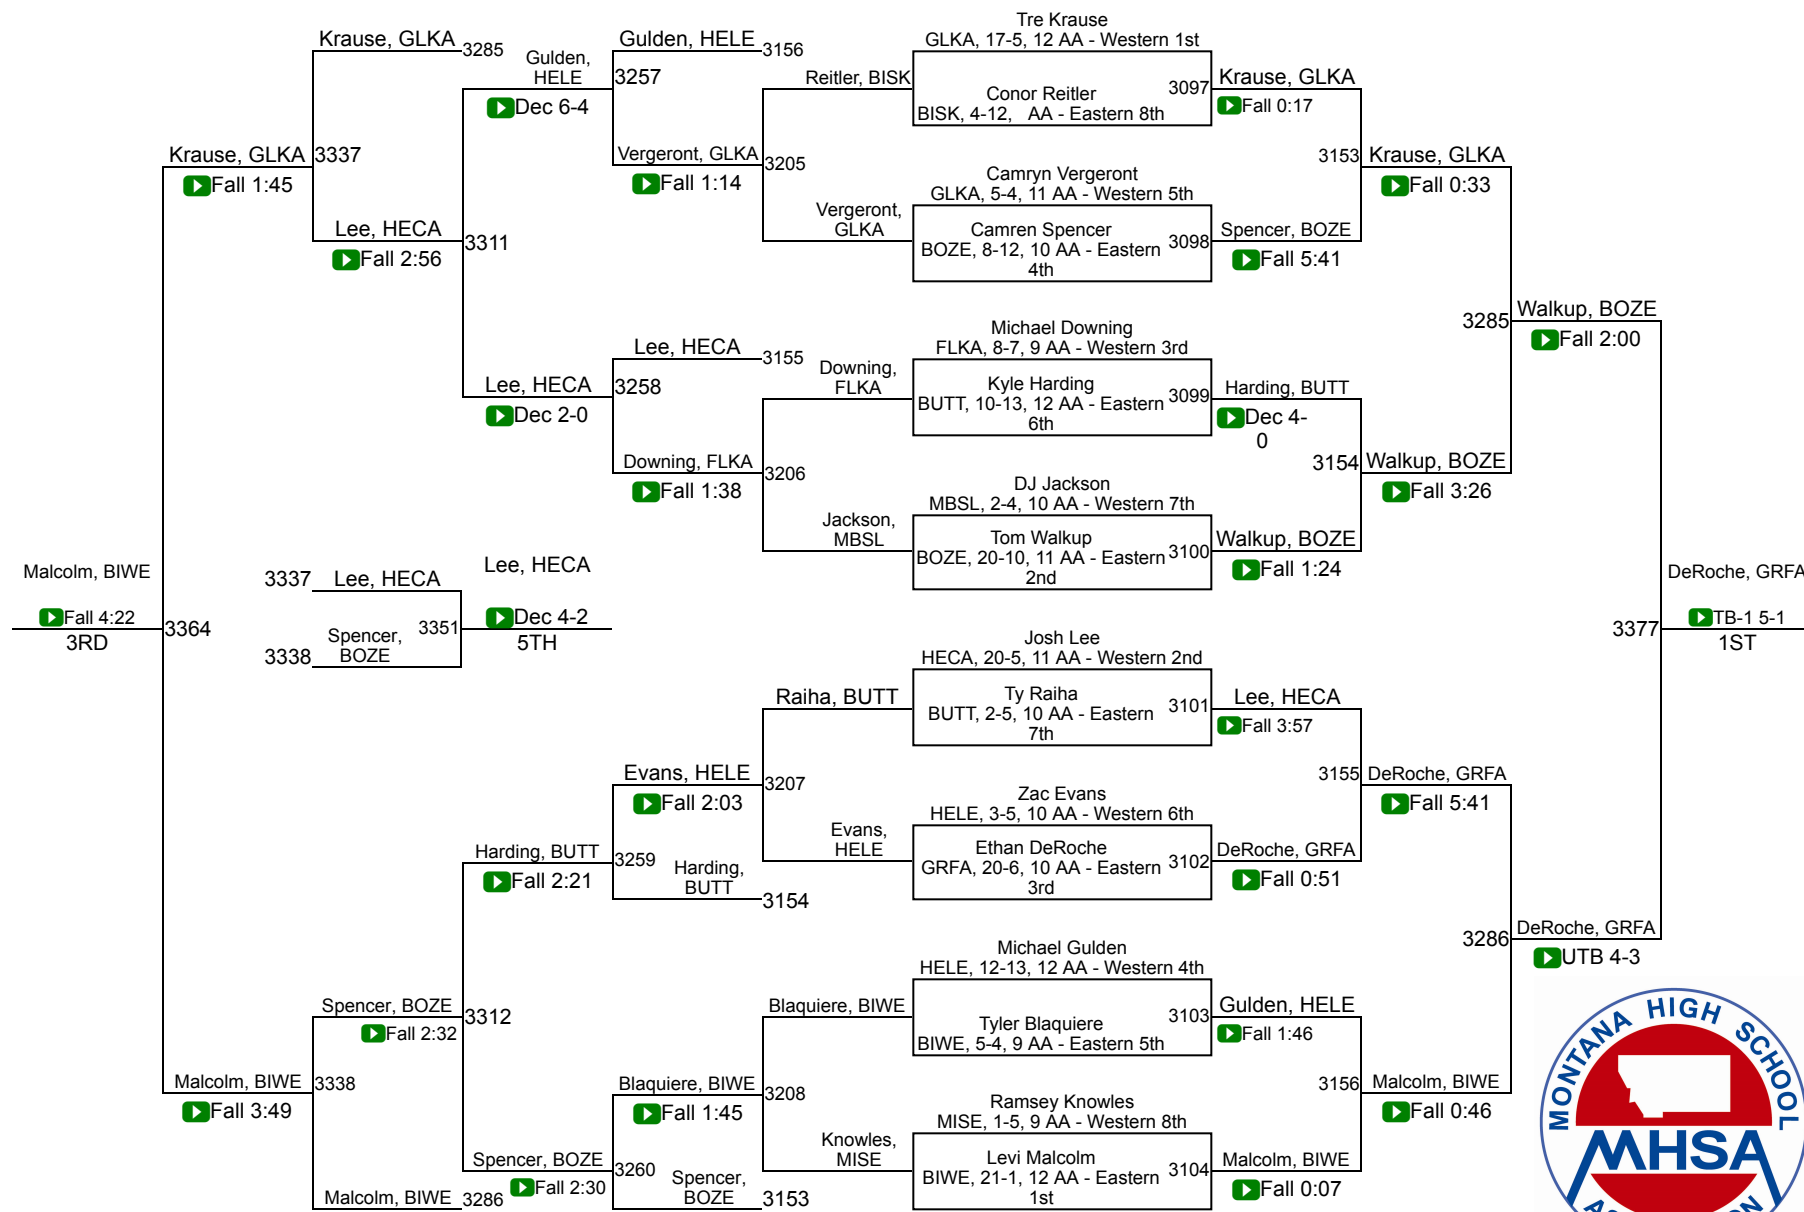 Tre Krause
GLKA, 17-5, 12 AA - Western 1st
Krause, GLKA
3285
Gulden, HELE
3156
Gulden,
HELE
3257
Dec 6-4
Reitler, BISK
Conor Reitler
BISK, 4-12, AA - Eastern 8th
3097
Krause, GLKA
Fall 0:17
Krause, GLKA
3337
Fall 1:45
Vergeront, GLKA
3205
Fall 1:14
3153
Krause, GLKA
Fall 0:33
Camryn Vergeront
GLKA, 5-4, 11 AA - Western 5th
Vergeront,
GLKA
Camren Spencer
BOZE, 8-12, 10 AA - Eastern
4th
3098
Spencer, BOZE
Fall 5:41
Lee, HECA
3311
Fall 2:56
3285
Walkup, BOZE
Fall 2:00
Michael Downing
FLKA, 8-7, 9 AA - Western 3rd
Lee, HECA
3155
Downing,
FLKA
Lee, HECA
3258
Dec 2-0
Kyle Harding
BUTT, 10-13, 12 AA - Eastern
6th
3099
Harding, BUTT
Dec 4-
0
Downing, FLKA
3206
Fall 1:38
3154
Walkup, BOZE
Fall 3:26
DJ Jackson
MBSL, 2-4, 10 AA - Western 7th
Jackson,
MBSL
Tom Walkup
BOZE, 20-10, 11 AA - Eastern
2nd
3100
Walkup, BOZE
Fall 1:24
Malcolm, BIWE
Fall 4:22
3RD
3364
3337
Lee, HECA
Lee, HECA
3351
Dec 4-2
5TH
3338
Spencer,
BOZE
DeRoche, GRFA
3377
TB-1 5-1
1ST
Josh Lee
HECA, 20-5, 11 AA - Western 2nd
Raiha, BUTT
Ty Raiha
BUTT, 2-5, 10 AA - Eastern
7th
3101
Lee, HECA
Fall 3:57
Evans, HELE
3207
Fall 2:03
3155
DeRoche, GRFA
Fall 5:41
Zac Evans
HELE, 3-5, 10 AA - Western 6th
Evans,
HELE
Ethan DeRoche
GRFA, 20-6, 10 AA - Eastern
3rd
3102
DeRoche, GRFA
Fall 0:51
Harding, BUTT
3259
Fall 2:21
Harding,
BUTT
3154
3286
DeRoche, GRFA
UTB 4-3
Michael Gulden
HELE, 12-13, 12 AA - Western 4th
Blaquiere, BIWE
Tyler Blaquiere
BIWE, 5-4, 9 AA - Eastern 5th
3103
Gulden, HELE
Fall 1:46
Spencer, BOZE
3312
Fall 2:32
Malcolm, BIWE
3338
Fall 3:49
Blaquiere, BIWE
3208
Fall 1:45
3156
Malcolm, BIWE
Fall 0:46
Ramsey Knowles
MISE, 1-5, 9 AA - Western 8th
Knowles,
MISE
Levi Malcolm
BIWE, 21-1, 12 AA - Eastern
1st
3104
Malcolm, BIWE
Fall 0:07
Spencer, BOZE
3260
Fall 2:30
Spencer,
BOZE
3153
Malcolm, BIWE
3286
MONTANA HIGH SCHOOL
MHSA